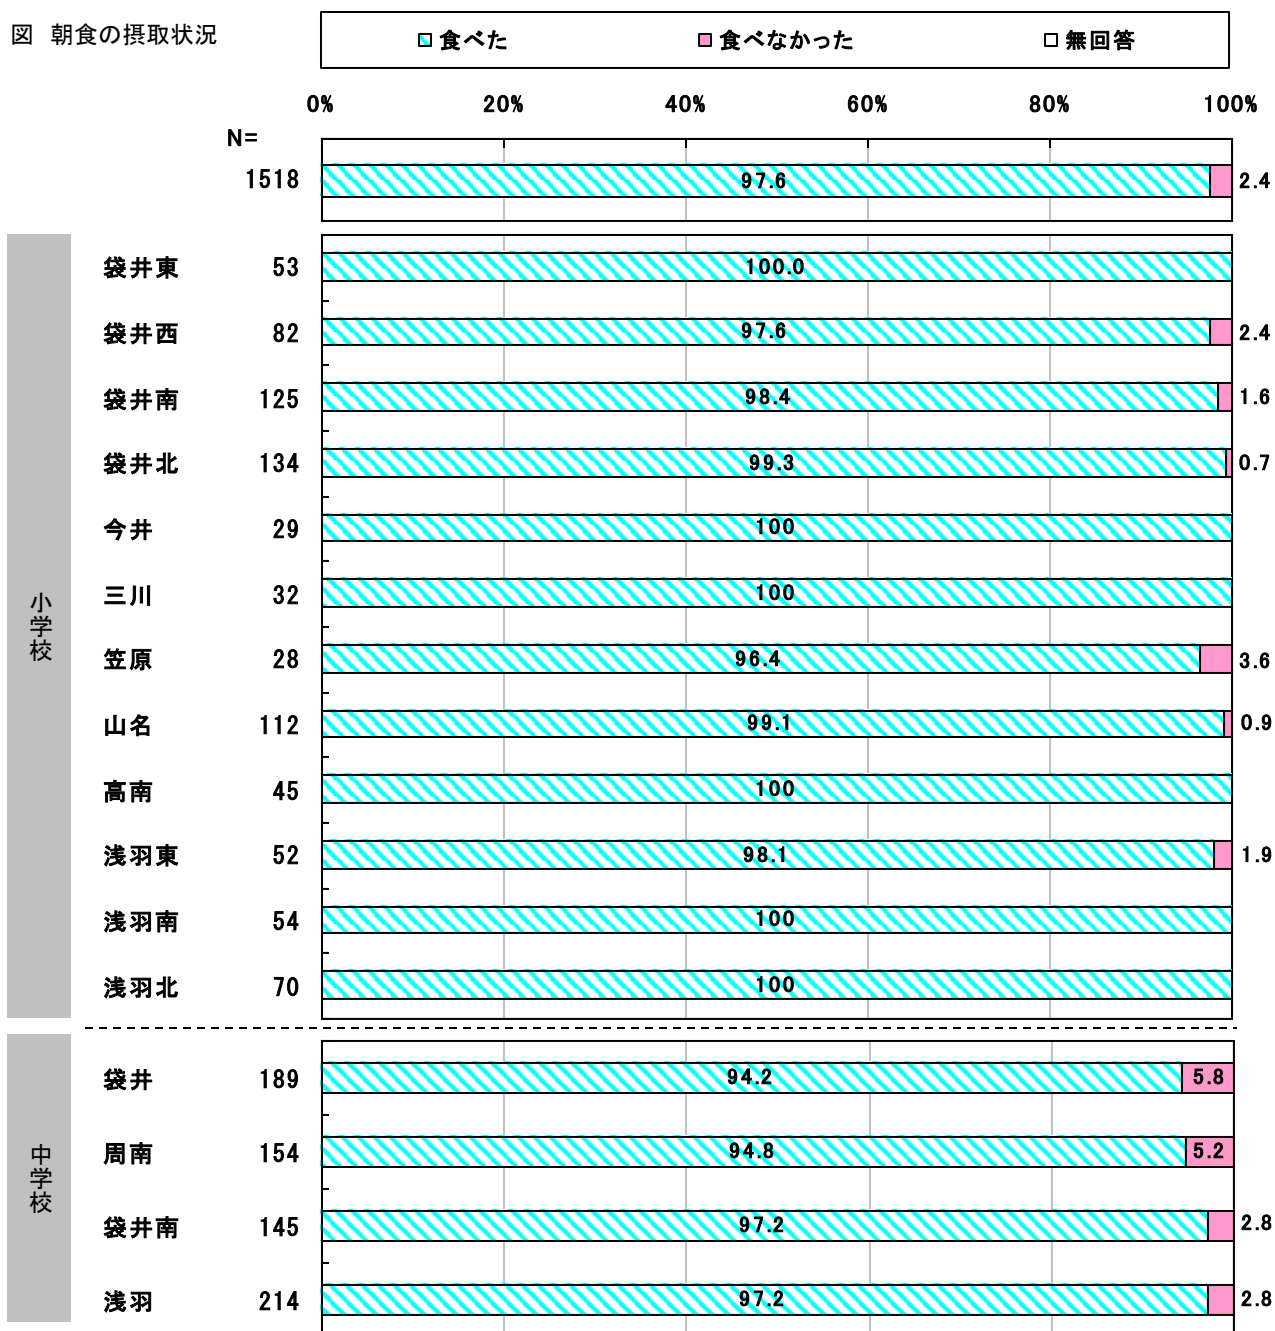 図 朝食の摂取状況
食べた 食べなかった 無回答
0% 20% 40% 60% 80% 100%
N=
1518 97.6 2.4
小学校
袋井東 53 100.0
袋井西 82 97.6 2.4
袋井南 125 98.4 1.6
袋井北 134 99.3 0.7
今井 29 100
三川 32 100
笠原 28 96.4 3.6
山名 112 99.1 0.9
高南 45 100
浅羽東 52 98.1 1.9
浅羽南 54 100
浅羽北 70 100
中学校
袋井 189 94.2 5.8
周南 154 94.8 5.2
袋井南 145 97.2 2.8
浅羽 214 97.2 2.8